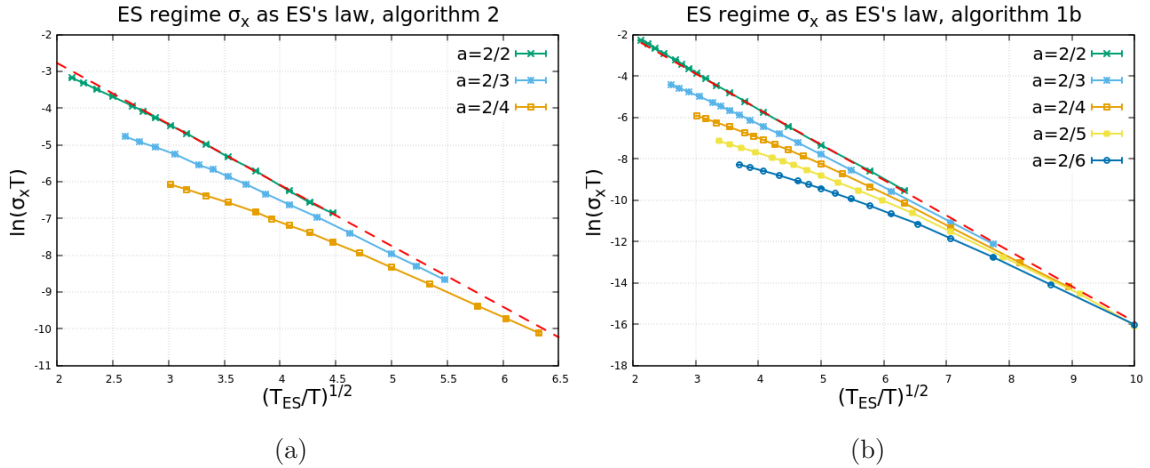 ES regime σx as ES's law, algorithm 2
-2
-3
-4
-5
-6
-7
-8
-9
-10
-11
ln(σxT)
a=2/2
a=2/3
a=2/4
2 2.5 3 3.5 4 4.5 5 5.5 6 6.5
(TES/T)1/2
(a)
ES regime σx as ES's law, algorithm 1b
-2
-4
-6
-8
-10
-12
-14
-16
-18
ln(σxT)
a=2/2
a=2/3
a=2/4
a=2/5
a=2/6
2 3 4 5 6 7 8 9 10
(TES/T)1/2
(b)